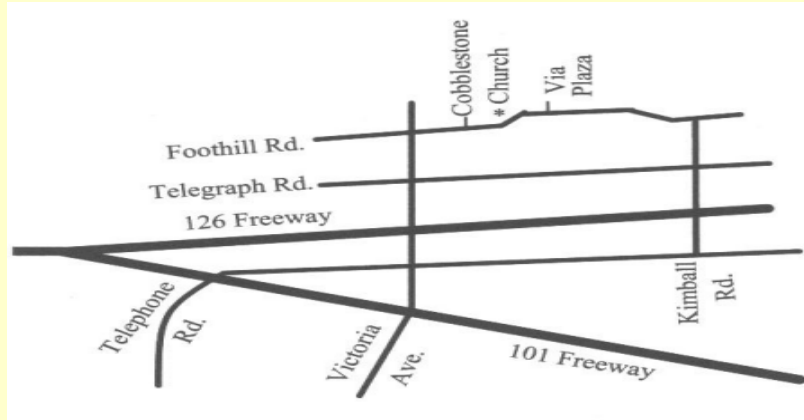 Cobblestone
* Church
Via
Plaza
Foothill Rd.
Telegraph Rd.
126 Freeway
Telephone
Rd.
Victoria
Ave.
101 Freeway
Kimball
Rd.